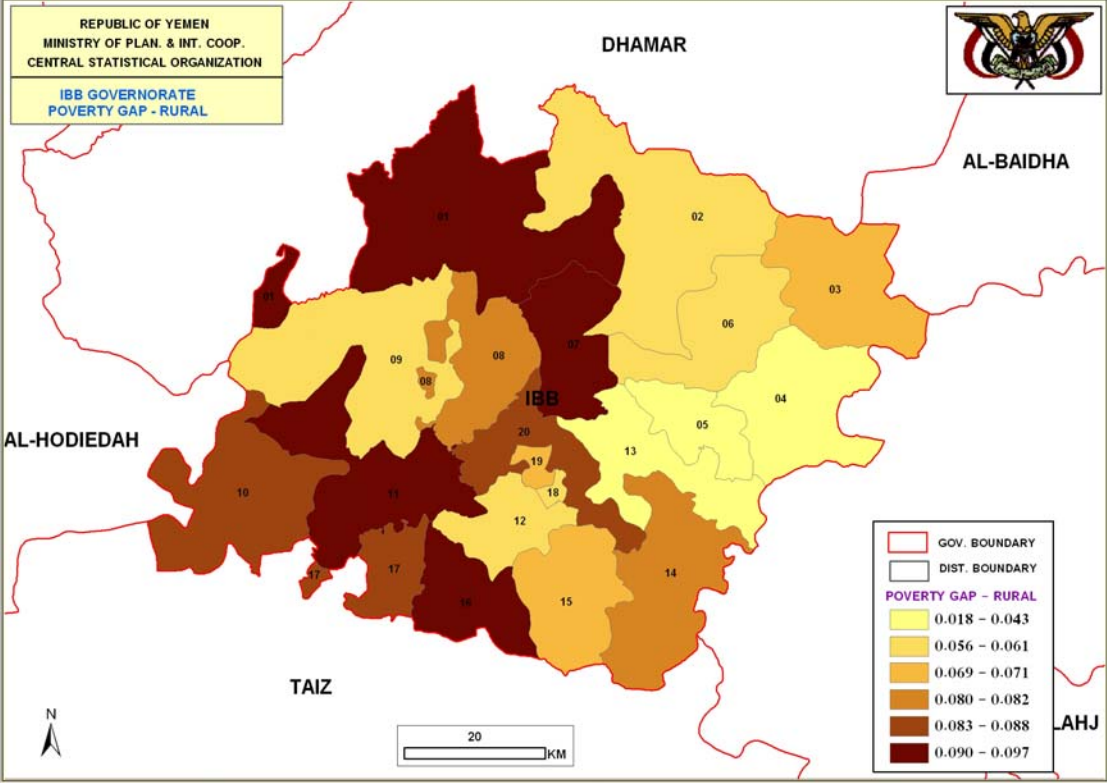 REPUBLIC OF YEMEN
MINISTRY OF PLAN. & INT. COOP.
CENTRAL STATISTICAL ORGANIZATION
IBB GOVERNORATE
POVERTY GAP - RURAL
DHAMAR
AL-BAIDHA
01
02
03
01
06
07
08
09
08
IBB
04
05
AL-HODIEDAH
20
13
19
10
11
18
12
17
17
14
16
15
TAIZ
GOV. BOUNDARY
DIST. BOUNDARY
POVERTY GAP – RURAL
0.018 – 0.043
0.056 – 0.061
0.069 – 0.071
0.080 – 0.082
0.083 – 0.088
0.090 – 0.097
LAHJ
N
20
KM